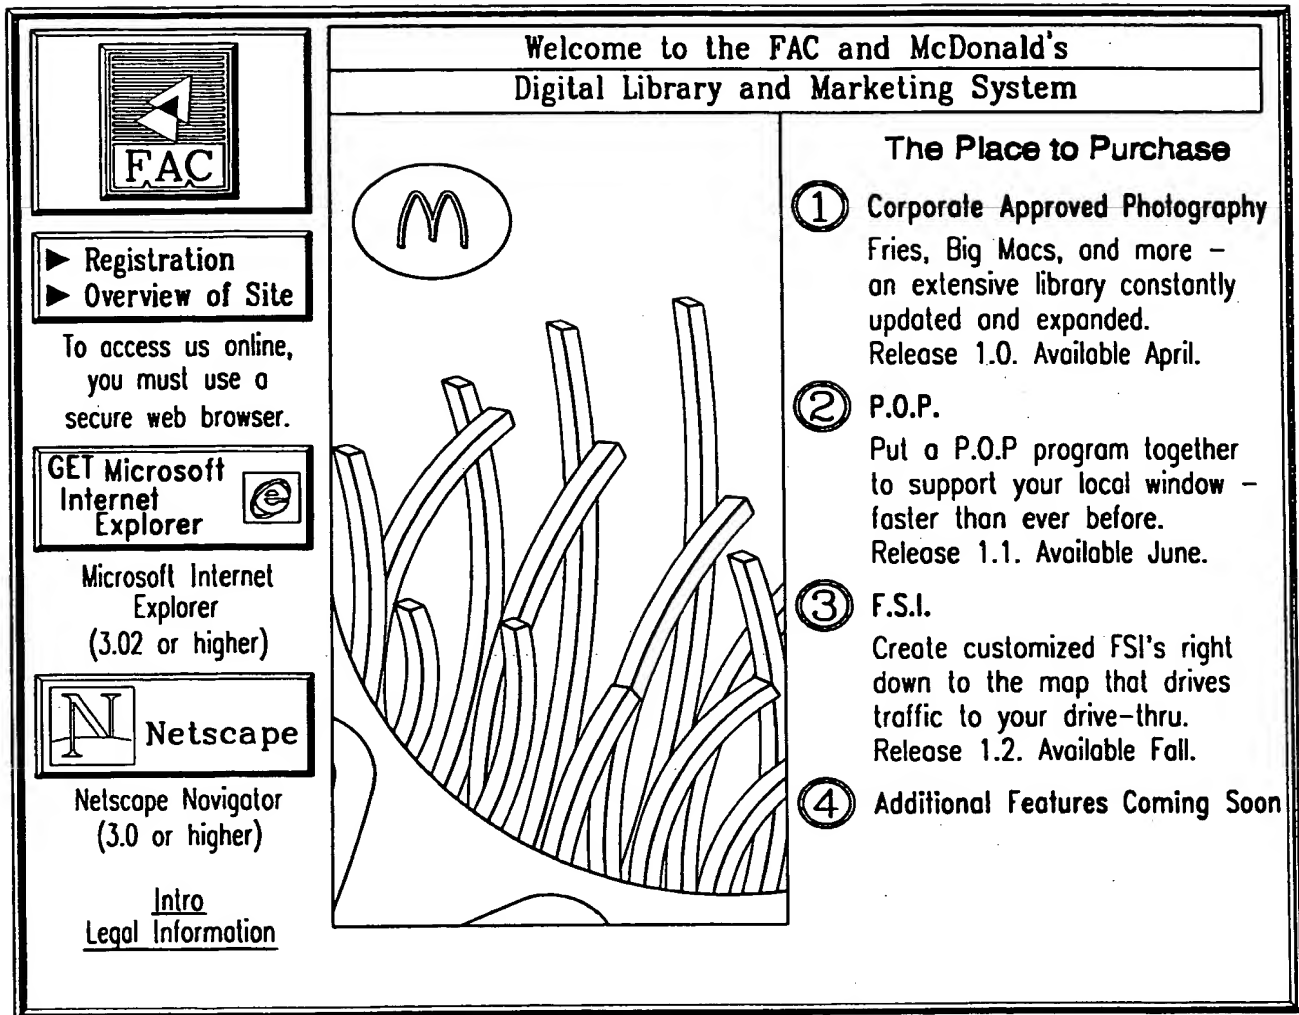 Welcome to the FAC and McDonald's
Digital Library and Marketing System
FAC
► Registration
► Overview of Site
To access us online,
you must use a
secure web browser.
GET Microsoft
Internet
Explorer
e
Microsoft Internet
Explorer
(3.02 or higher)
N Netscape
Netscape Navigator
(3.0 or higher)
Intro
Legal Information
M
The Place to Purchase
1 Corporate Approved Photography
Fries, Big Macs, and more –
an extensive library constantly
updated and expanded.
Release 1.0. Available April.
2 P.O.P.
Put a P.O.P program together
to support your local window –
faster than ever before.
Release 1.1. Available June.
3 F.S.I.
Create customized FSI's right
down to the map that drives
traffic to your drive-thru.
Release 1.2. Available Fall.
4 Additional Features Coming Soon